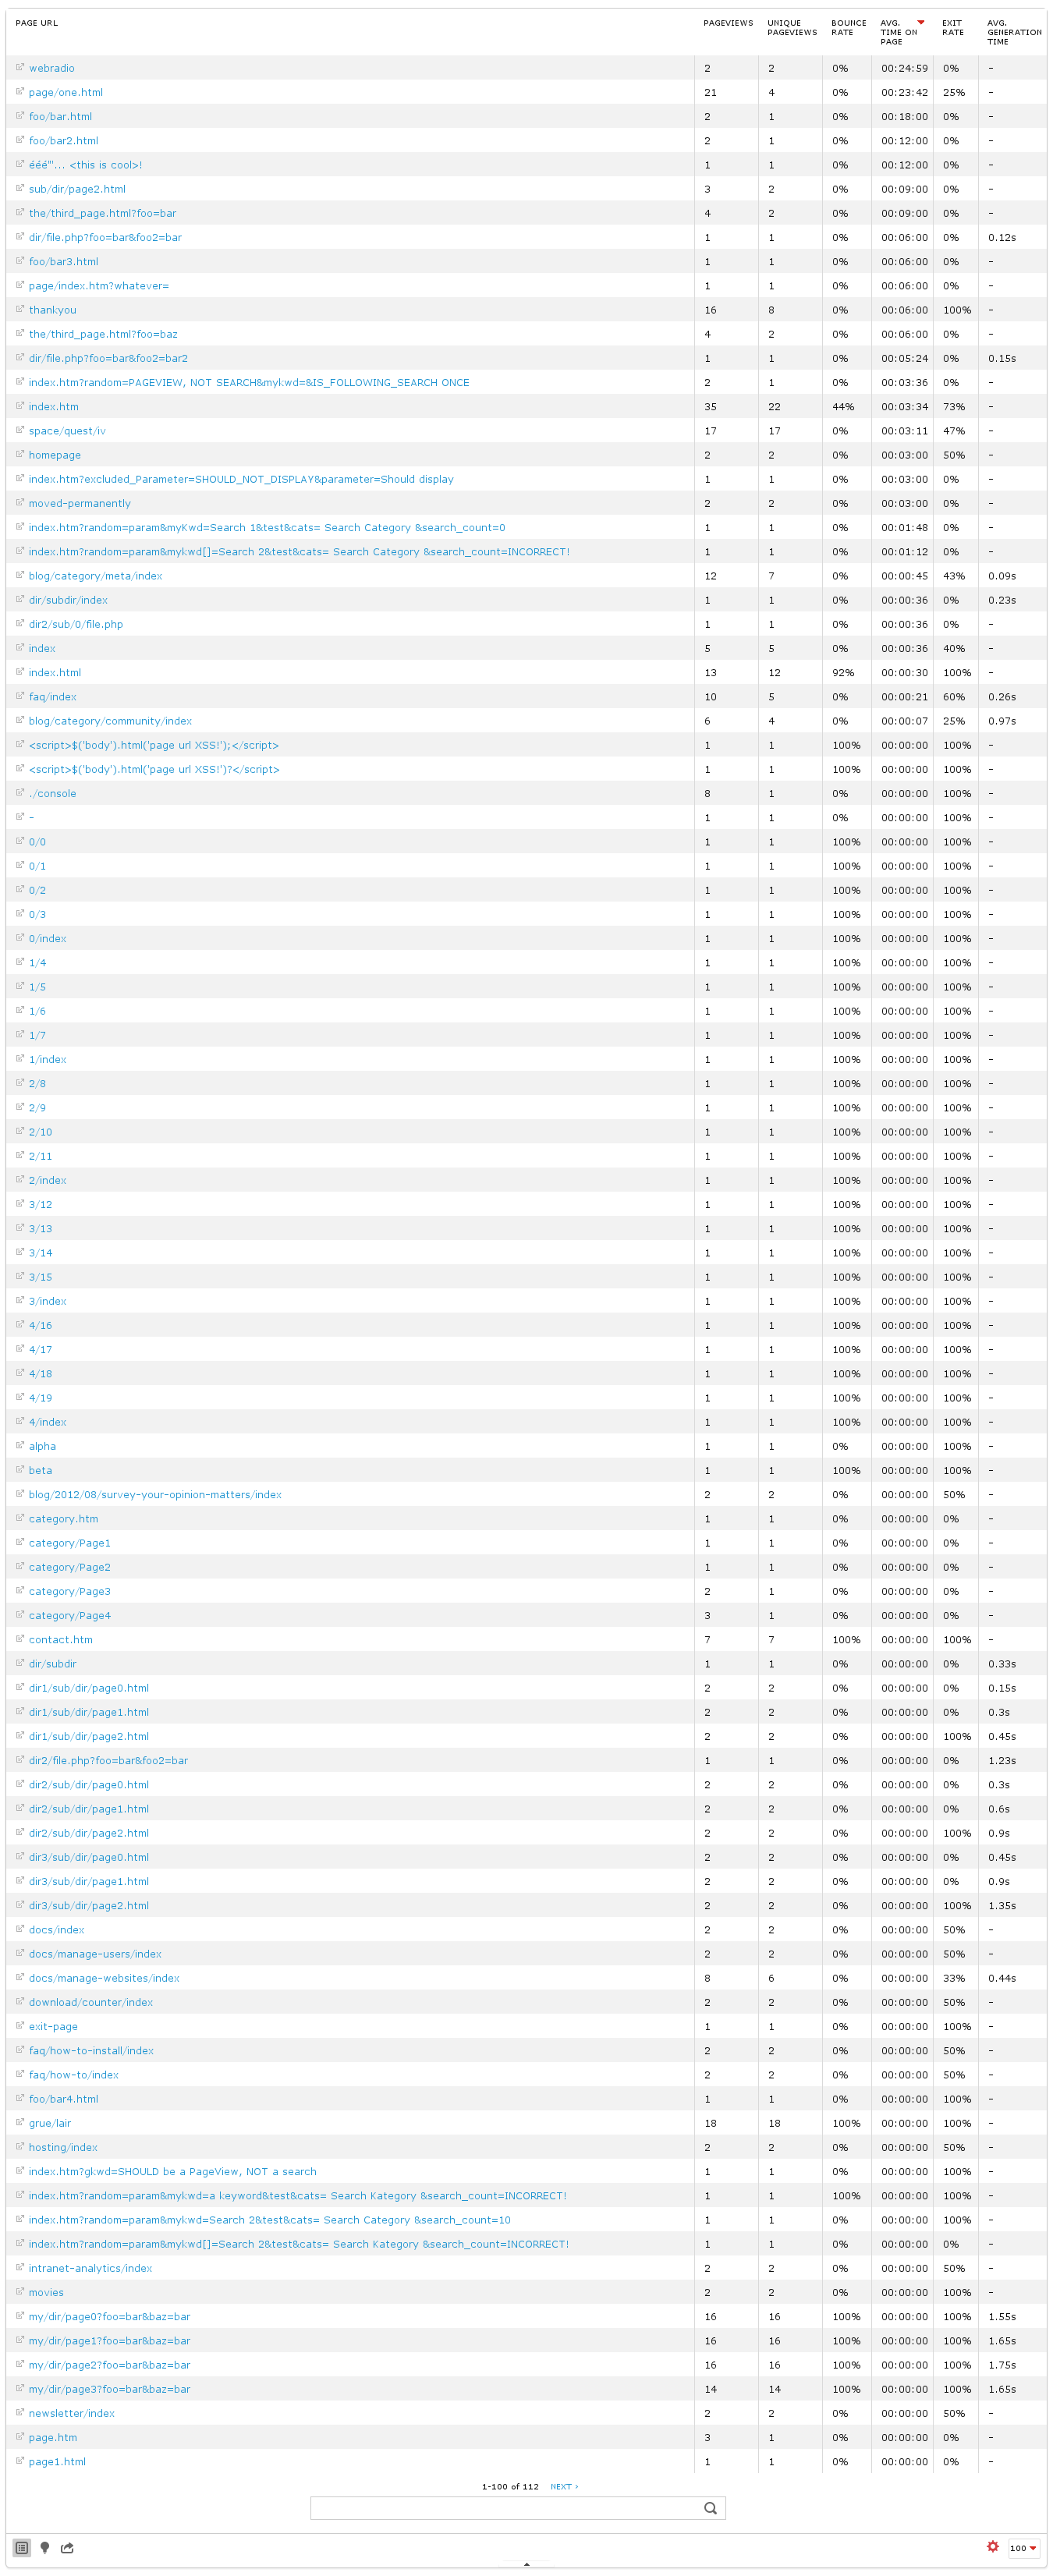 PAGE URL PAGEVIEWS UNIQUE PAGEVIEWS BOUNCE RATE AVG. TIME ON PAGE EXIT RATE AVG. GENERATION TIME
webradio 2 2 0% 00:24:59 0% -
page/one.html 21 4 0% 00:23:42 25% -
foo/bar.html 2 1 0% 00:18:00 0% -
foo/bar2.html 2 1 0% 00:12:00 0% -
ééé"'... <this is cool>! 1 1 0% 00:12:00 0% -
sub/dir/page2.html 3 2 0% 00:09:00 0% -
the/third_page.html?foo=bar 4 2 0% 00:09:00 0% -
dir/file.php?foo=bar&foo2=bar 1 1 0% 00:06:00 0% 0.12s
foo/bar3.html 1 1 0% 00:06:00 0% -
page/index.htm?whatever= 1 1 0% 00:06:00 0% -
thankyou 16 8 0% 00:06:00 100% -
the/third_page.html?foo=baz 4 2 0% 00:06:00 0% -
dir/file.php?foo=bar&foo2=bar2 1 1 0% 00:05:24 0% 0.15s
index.htm?random=PAGEVIEW, NOT SEARCH&mykwd=&IS_FOLLOWING_SEARCH ONCE 2 1 0% 00:03:36 0% -
index.htm 35 22 44% 00:03:34 73% -
space/quest/iv 17 17 0% 00:03:11 47% -
homepage 2 2 0% 00:03:00 50% -
index.htm?excluded_Parameter=SHOULD_NOT_DISPLAY&parameter=Should display 1 1 0% 00:03:00 0% -
moved-permanently 2 2 0% 00:03:00 0% -
index.htm?random=param&myKwd=Search 1&test&cats= Search Category &search_count=0 1 1 0% 00:01:48 0% -
index.htm?random=param&mykwd[]=Search 2&test&cats= Search Category &search_count=INCORRECT! 1 1 0% 00:01:12 0% -
blog/category/meta/index 12 7 0% 00:00:45 43% 0.09s
dir/subdir/index 1 1 0% 00:00:36 0% 0.23s
dir2/sub/0/file.php 1 1 0% 00:00:36 0% -
index 5 5 0% 00:00:36 40% -
index.html 13 12 92% 00:00:30 100% -
faq/index 10 5 0% 00:00:21 60% 0.26s
blog/category/community/index 6 4 0% 00:00:07 25% 0.97s
<script>$('body').html('page url XSS!');</script> 1 1 100% 00:00:00 100% -
<script>$('body').html('page url XSS!')?</script> 1 1 100% 00:00:00 100% -
./console 8 1 0% 00:00:00 100% -
- 1 1 0% 00:00:00 100% -
0/0 1 1 100% 00:00:00 100% -
0/1 1 1 100% 00:00:00 100% -
0/2 1 1 100% 00:00:00 100% -
0/3 1 1 100% 00:00:00 100% -
0/index 1 1 100% 00:00:00 100% -
1/4 1 1 100% 00:00:00 100% -
1/5 1 1 100% 00:00:00 100% -
1/6 1 1 100% 00:00:00 100% -
1/7 1 1 100% 00:00:00 100% -
1/index 1 1 100% 00:00:00 100% -
2/8 1 1 100% 00:00:00 100% -
2/9 1 1 100% 00:00:00 100% -
2/10 1 1 100% 00:00:00 100% -
2/11 1 1 100% 00:00:00 100% -
2/index 1 1 100% 00:00:00 100% -
3/12 1 1 100% 00:00:00 100% -
3/13 1 1 100% 00:00:00 100% -
3/14 1 1 100% 00:00:00 100% -
3/15 1 1 100% 00:00:00 100% -
3/index 1 1 100% 00:00:00 100% -
4/16 1 1 100% 00:00:00 100% -
4/17 1 1 100% 00:00:00 100% -
4/18 1 1 100% 00:00:00 100% -
4/19 1 1 100% 00:00:00 100% -
4/index 1 1 100% 00:00:00 100% -
alpha 1 1 0% 00:00:00 100% -
beta 1 1 100% 00:00:00 100% -
blog/2012/08/survey-your-opinion-matters/index 2 2 0% 00:00:00 50% -
category.htm 1 1 0% 00:00:00 0% -
category/Page1 1 1 0% 00:00:00 0% -
category/Page2 1 1 0% 00:00:00 0% -
category/Page3 2 1 0% 00:00:00 0% -
category/Page4 3 1 0% 00:00:00 0% -
contact.htm 7 7 100% 00:00:00 100% -
dir/subdir 1 1 0% 00:00:00 0% 0.33s
dir1/sub/dir/page0.html 2 2 0% 00:00:00 0% 0.15s
dir1/sub/dir/page1.html 2 2 0% 00:00:00 0% 0.3s
dir1/sub/dir/page2.html 2 2 0% 00:00:00 100% 0.45s
dir2/file.php?foo=bar&foo2=bar 1 1 0% 00:00:00 0% 1.23s
dir2/sub/dir/page0.html 2 2 0% 00:00:00 0% 0.3s
dir2/sub/dir/page1.html 2 2 0% 00:00:00 0% 0.6s
dir2/sub/dir/page2.html 2 2 0% 00:00:00 100% 0.9s
dir3/sub/dir/page0.html 2 2 0% 00:00:00 0% 0.45s
dir3/sub/dir/page1.html 2 2 0% 00:00:00 0% 0.9s
dir3/sub/dir/page2.html 2 2 0% 00:00:00 100% 1.35s
docs/index 2 2 0% 00:00:00 50% -
docs/manage-users/index 2 2 0% 00:00:00 50% -
docs/manage-websites/index 8 6 0% 00:00:00 33% 0.44s
download/counter/index 2 2 0% 00:00:00 50% -
exit-page 1 1 0% 00:00:00 100% -
faq/how-to-install/index 2 2 0% 00:00:00 50% -
faq/how-to/index 2 2 0% 00:00:00 50% -
foo/bar4.html 1 1 0% 00:00:00 100% -
grue/lair 18 18 100% 00:00:00 100% -
hosting/index 2 2 0% 00:00:00 50% -
index.htm?gkwd=SHOULD be a PageView, NOT a search 1 1 0% 00:00:00 100% -
index.htm?random=param&mykwd=a keyword&test&cats= Search Kategory &search_count=INCORRECT! 1 1 100% 00:00:00 100% -
index.htm?random=param&mykwd=Search 2&test&cats= Search Category &search_count=10 1 1 0% 00:00:00 100% -
index.htm?random=param&mykwd[]=Search 2&test&cats= Search Kategory &search_count=INCORRECT! 1 1 0% 00:00:00 0% -
intranet-analytics/index 2 2 0% 00:00:00 50% -
movies 2 2 0% 00:00:00 100% -
my/dir/page0?foo=bar&baz=bar 16 16 100% 00:00:00 100% 1.55s
my/dir/page1?foo=bar&baz=bar 16 16 100% 00:00:00 100% 1.65s
my/dir/page2?foo=bar&baz=bar 16 16 100% 00:00:00 100% 1.75s
my/dir/page3?foo=bar&baz=bar 14 14 100% 00:00:00 100% 1.65s
newsletter/index 2 2 0% 00:00:00 50% -
page.htm 3 1 0% 00:00:00 0% -
page1.html 1 1 0% 00:00:00 0% -
1-100 of 112 NEXT ›
100